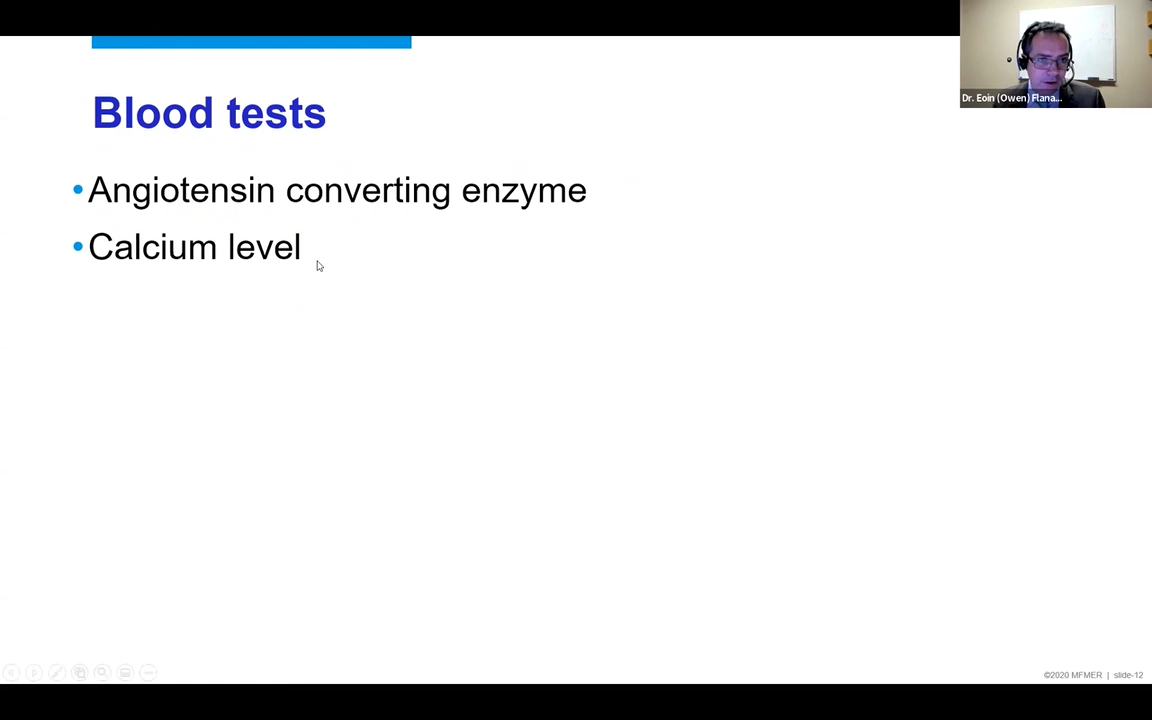 Dr. Eoin (Owen) Flana...
Blood tests
•Angiotensin converting enzyme
•Calcium level
©2020 MFMER | slide-12